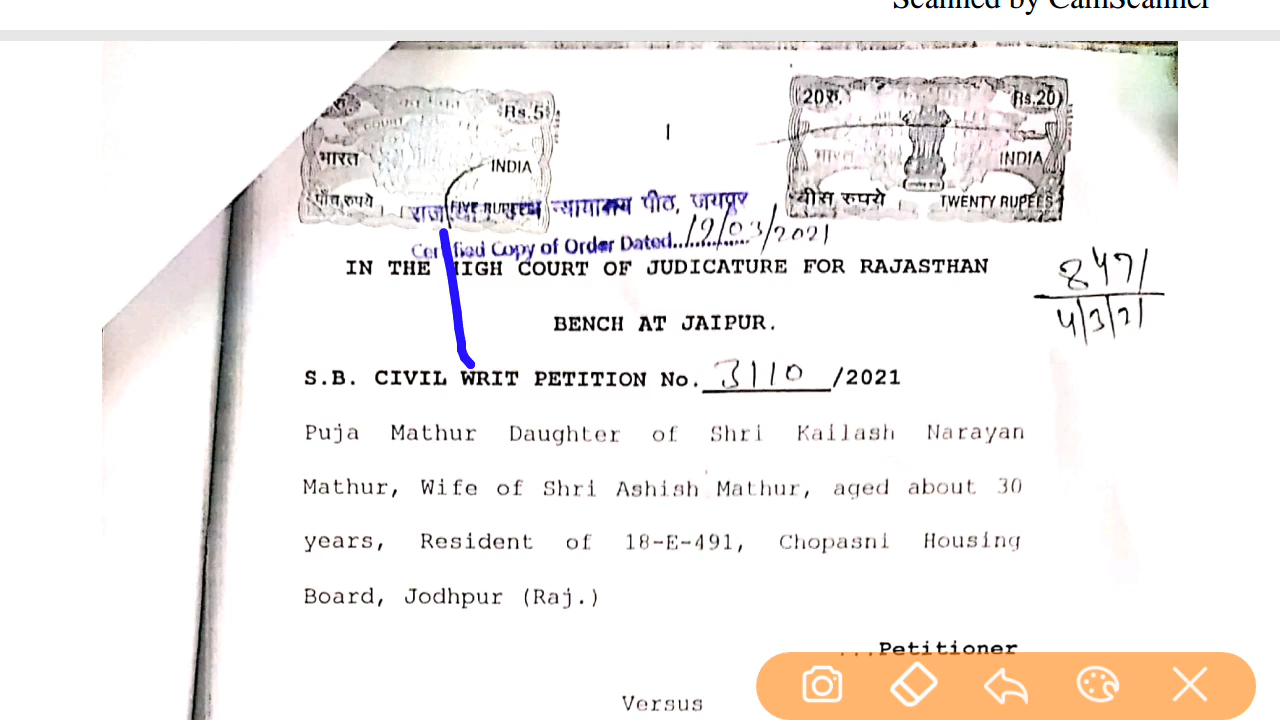 Scanned by CamScanner
Rs.5
भारत
INDIA
पाँच रुपये
FIVE RUPEES
20रु.
Rs.20
भारत
INDIA
बीस रुपये
TWENTY RUPEES
1
न्यायालय पीठ, जयपुर
Certified Copy of Order Dated...19/03/2021
IN THE HIGH COURT OF JUDICATURE FOR RAJASTHAN
8471
4/3/21
BENCH AT JAIPUR.
S.B. CIVIL WRIT PETITION No. 3110 /2021
Puja Mathur Daughter of Shri Kailash Narayan
Mathur, Wife of Shri Ashish Mathur, aged about 30
years, Resident of 18-E-491, Chopasni Housing
Board, Jodhpur (Raj.)
...Petitioner
Versus